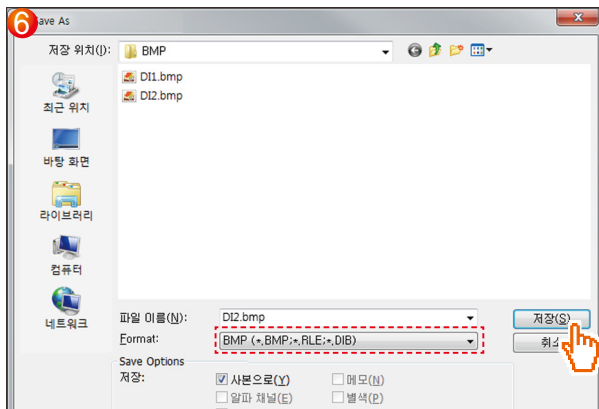 6
Save As
저장 위치(I):
BMP
DI1.bmp
DI2.bmp
최근 위치
바탕 화면
라이브러리
컴퓨터
네트워크
파일 이름(N):
DI2.bmp
저장(S)
Format:
BMP (*,BMP;*,RLE;*,DIB)
Save Options
저장:
사본으로(Y)
메모(N)
알파 채널(E)
별색(P)